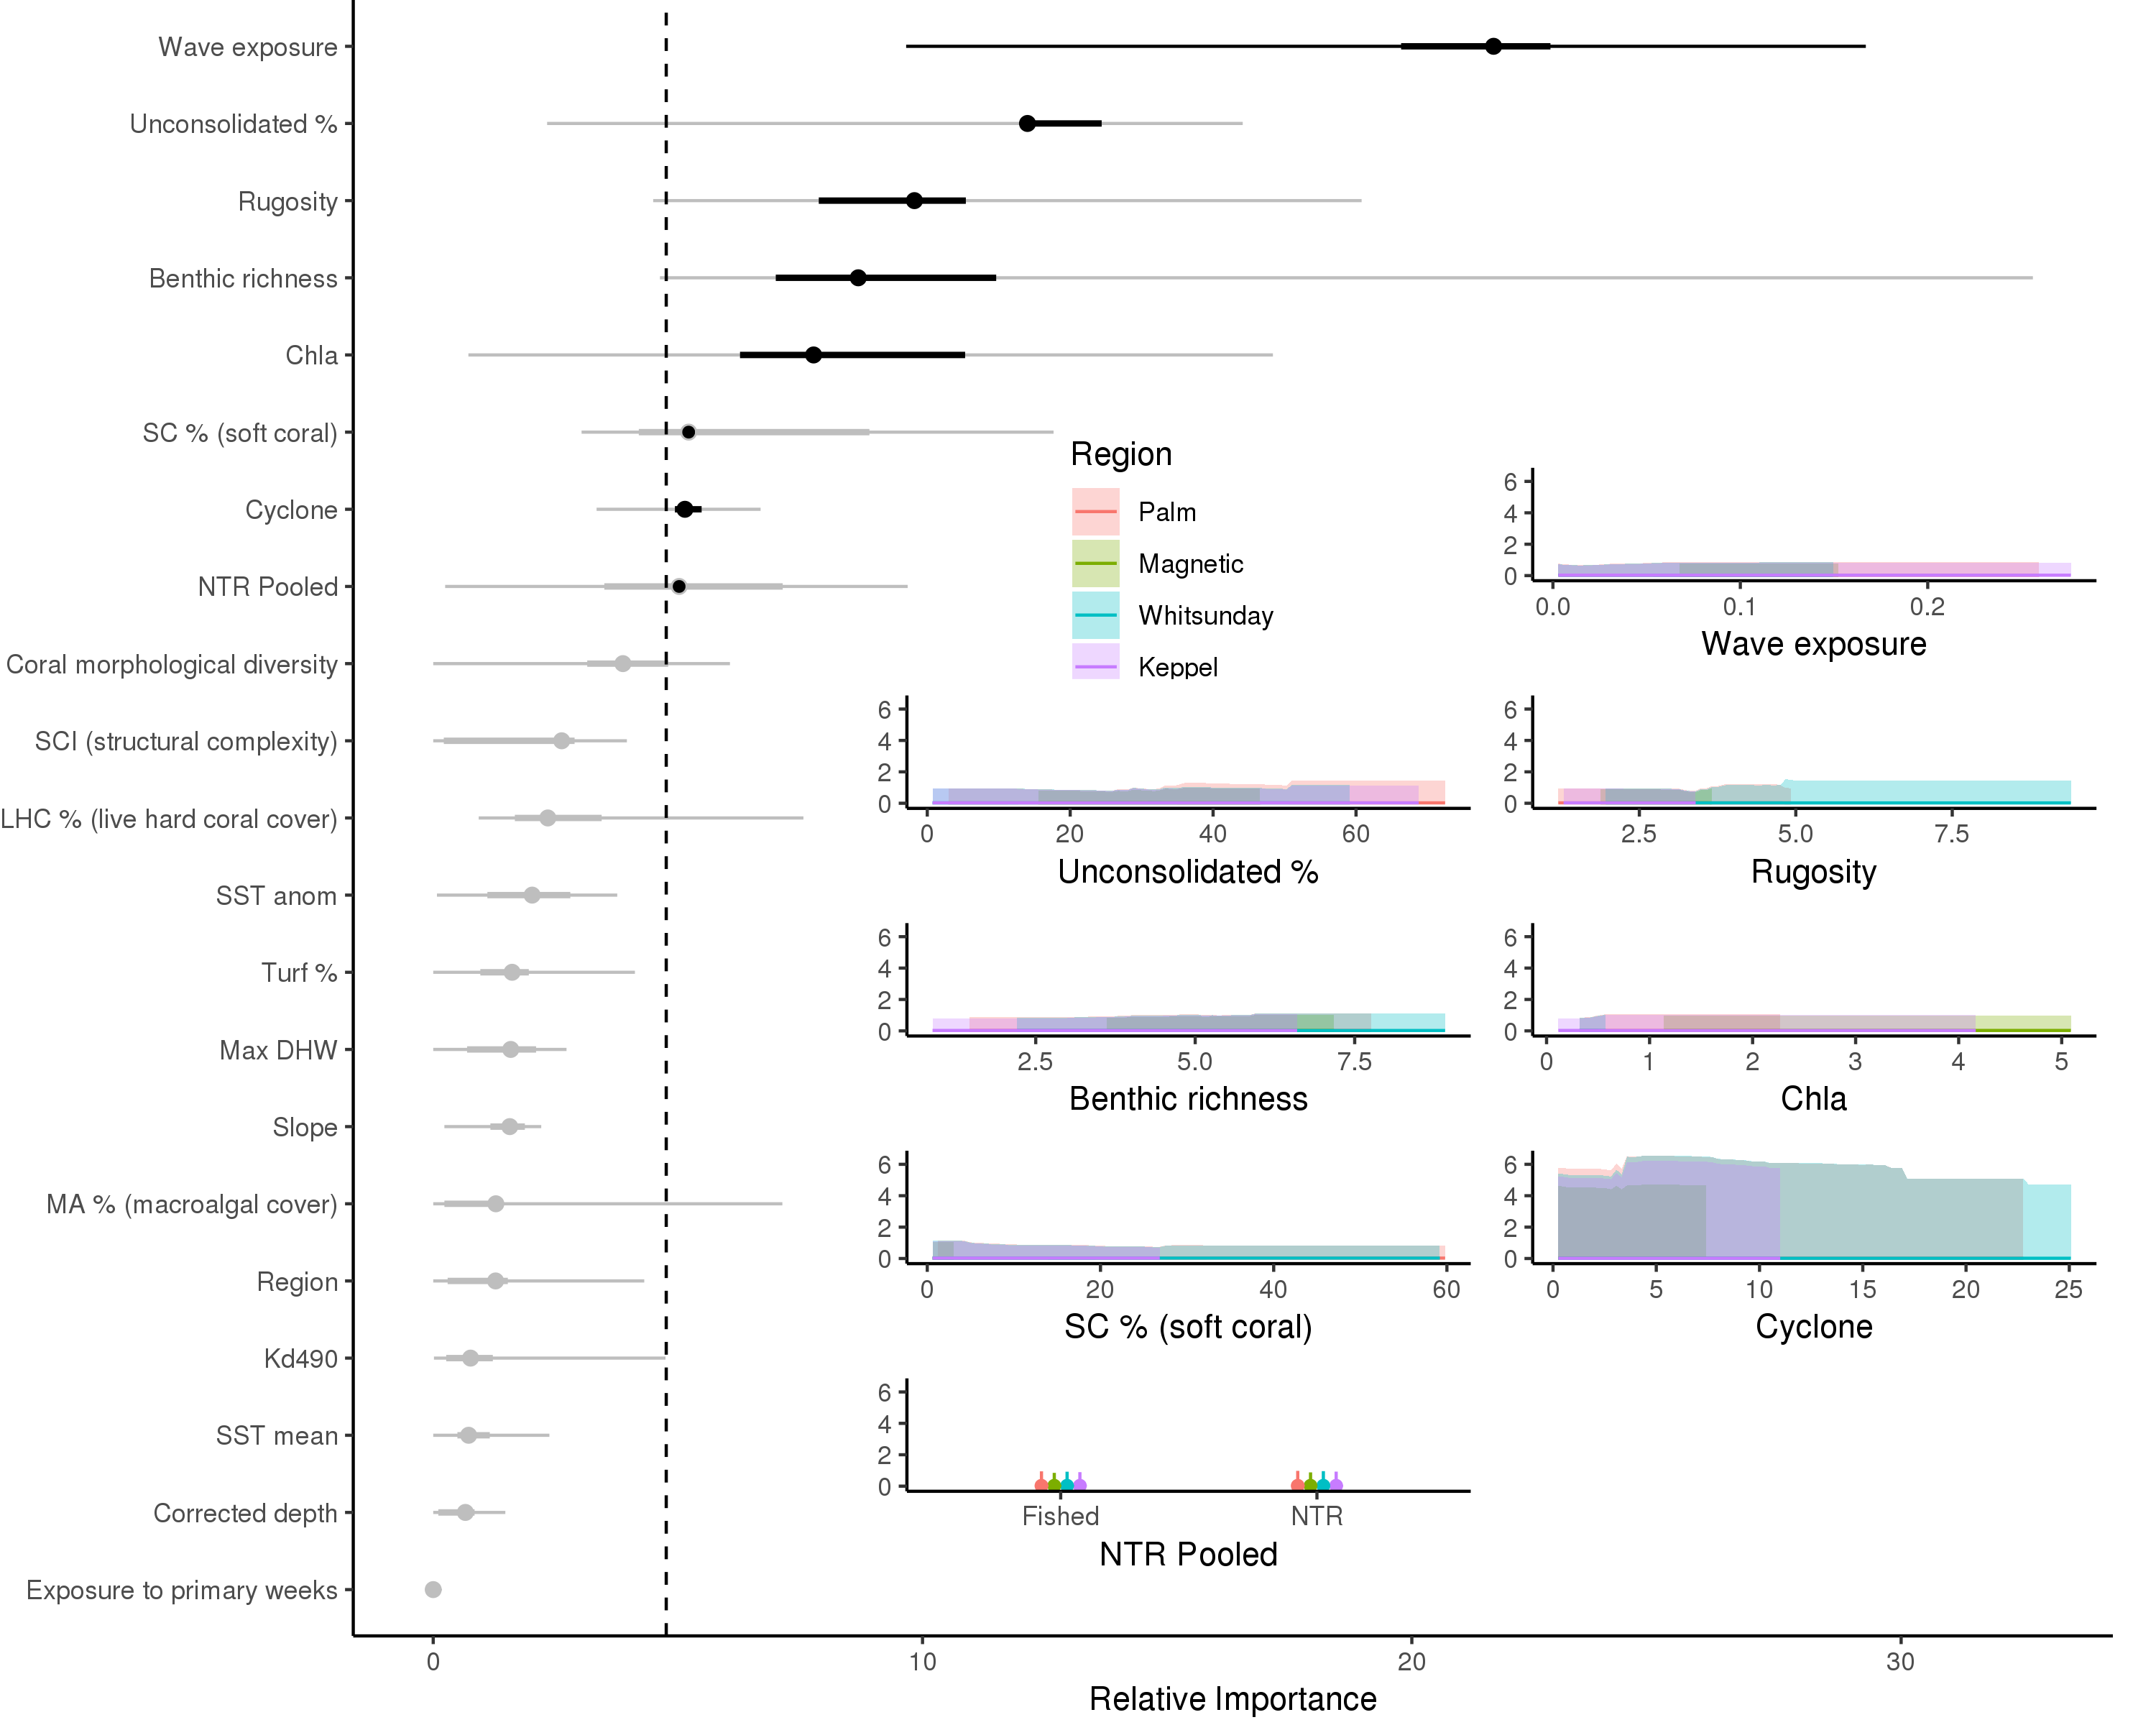 Wave exposure
Unconsolidated %
Rugosity
Benthic richness
Chla
SC % (soft coral)
Cyclone
NTR Pooled
Coral morphological diversity
SCI (structural complexity)
LHC % (live hard coral cover)
SST anom
Turf %
Max DHW
Slope
MA % (macroalgal cover)
Region
Kd490
SST mean
Corrected depth
Exposure to primary weeks
0 10 20 30
Relative Importance
Region
Palm
Magnetic
Whitsunday
Keppel
6
4
2
0
0.0 0.1 0.2
Wave exposure
6
4
2
0
0 20 40 60
Unconsolidated %
6
4
2
0
2.5 5.0 7.5
Rugosity
6
4
2
0
2.5 5.0 7.5
Benthic richness
6
4
2
0
0 1 2 3 4 5
Chla
6
4
2
0
0 20 40 60
SC % (soft coral)
6
4
2
0
0 5 10 15 20 25
Cyclone
6
4
2
0
Fished NTR
NTR Pooled